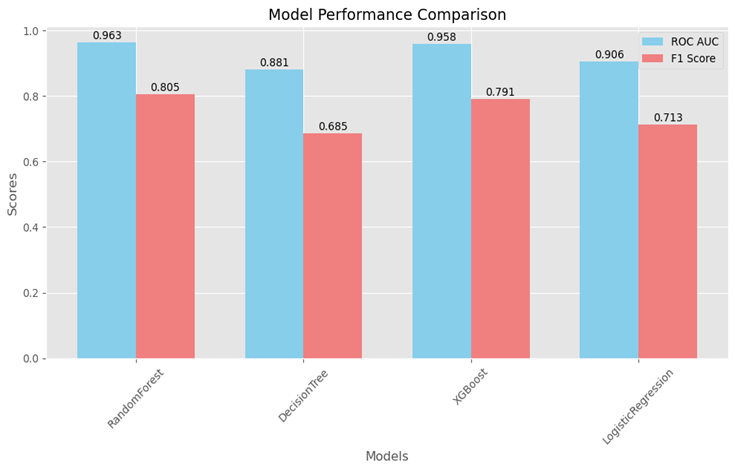 Model Performance Comparison
ROC AUC
F1 Score
0.963
0.805
0.881
0.685
0.958
0.791
0.906
0.713
Scores
1.0
0.8
0.6
0.4
0.2
0.0
RandomForest
DecisionTree
XGBoost
LogisticRegression
Models